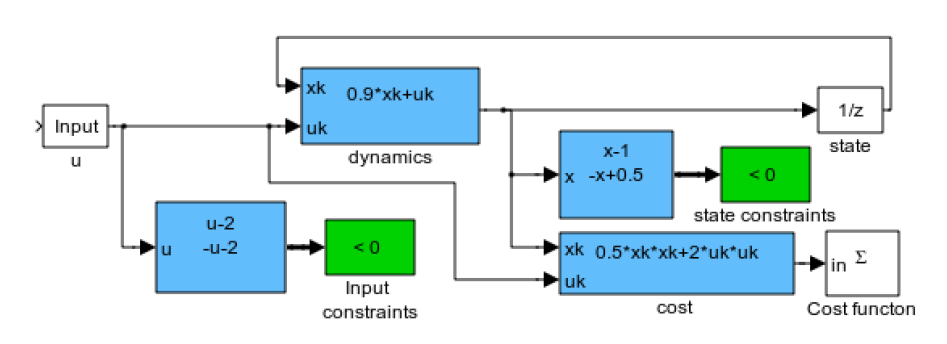 xk
0.9*xk+uk
uk
dynamics
Input
u
1/z
state
x-1
-x+0.5
x
< 0
state constraints
u-2
-u-2
u
< 0
Input
constraints
xk
0.5*xk*xk+2*uk*uk
uk
cost
in Σ
Cost functon